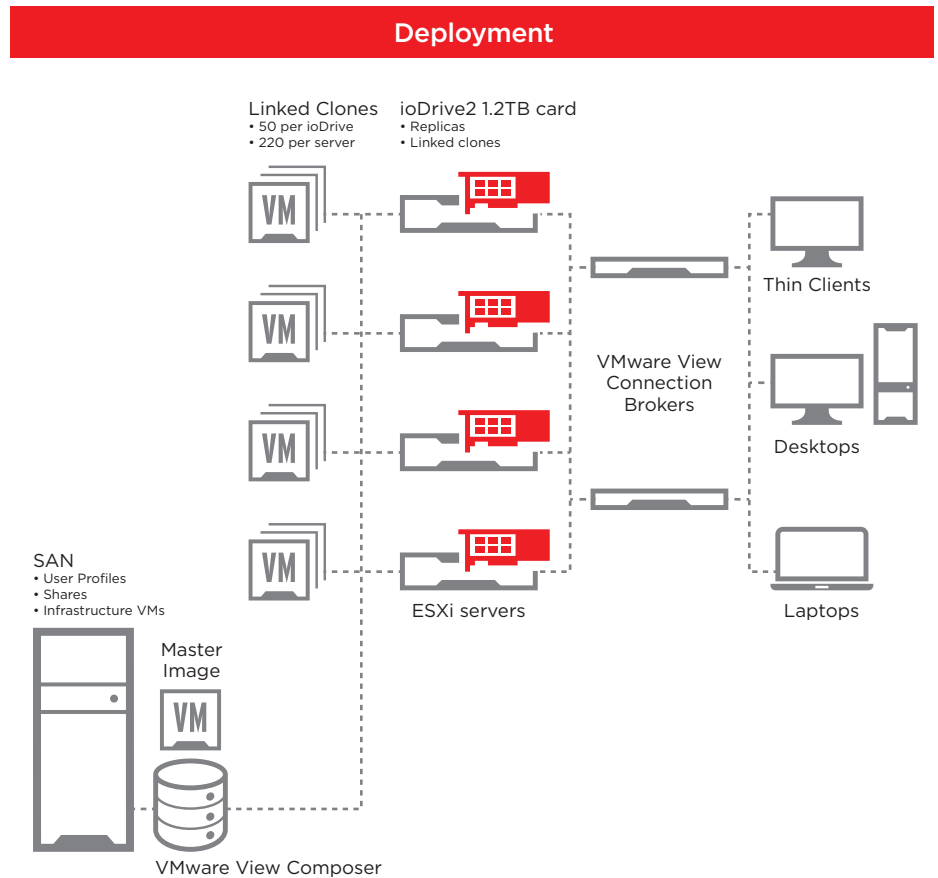 Deployment
Linked Clones
• 50 per ioDrive
• 220 per server
ioDrive2 1.2TB card
• Replicas
• Linked clones
VM
VM
VM
VM
ESXi servers
VMware View
Connection
Brokers
Thin Clients
Desktops
Laptops
SAN
• User Profiles
• Shares
• Infrastructure VMs
Master
Image
VM
VMware View Composer